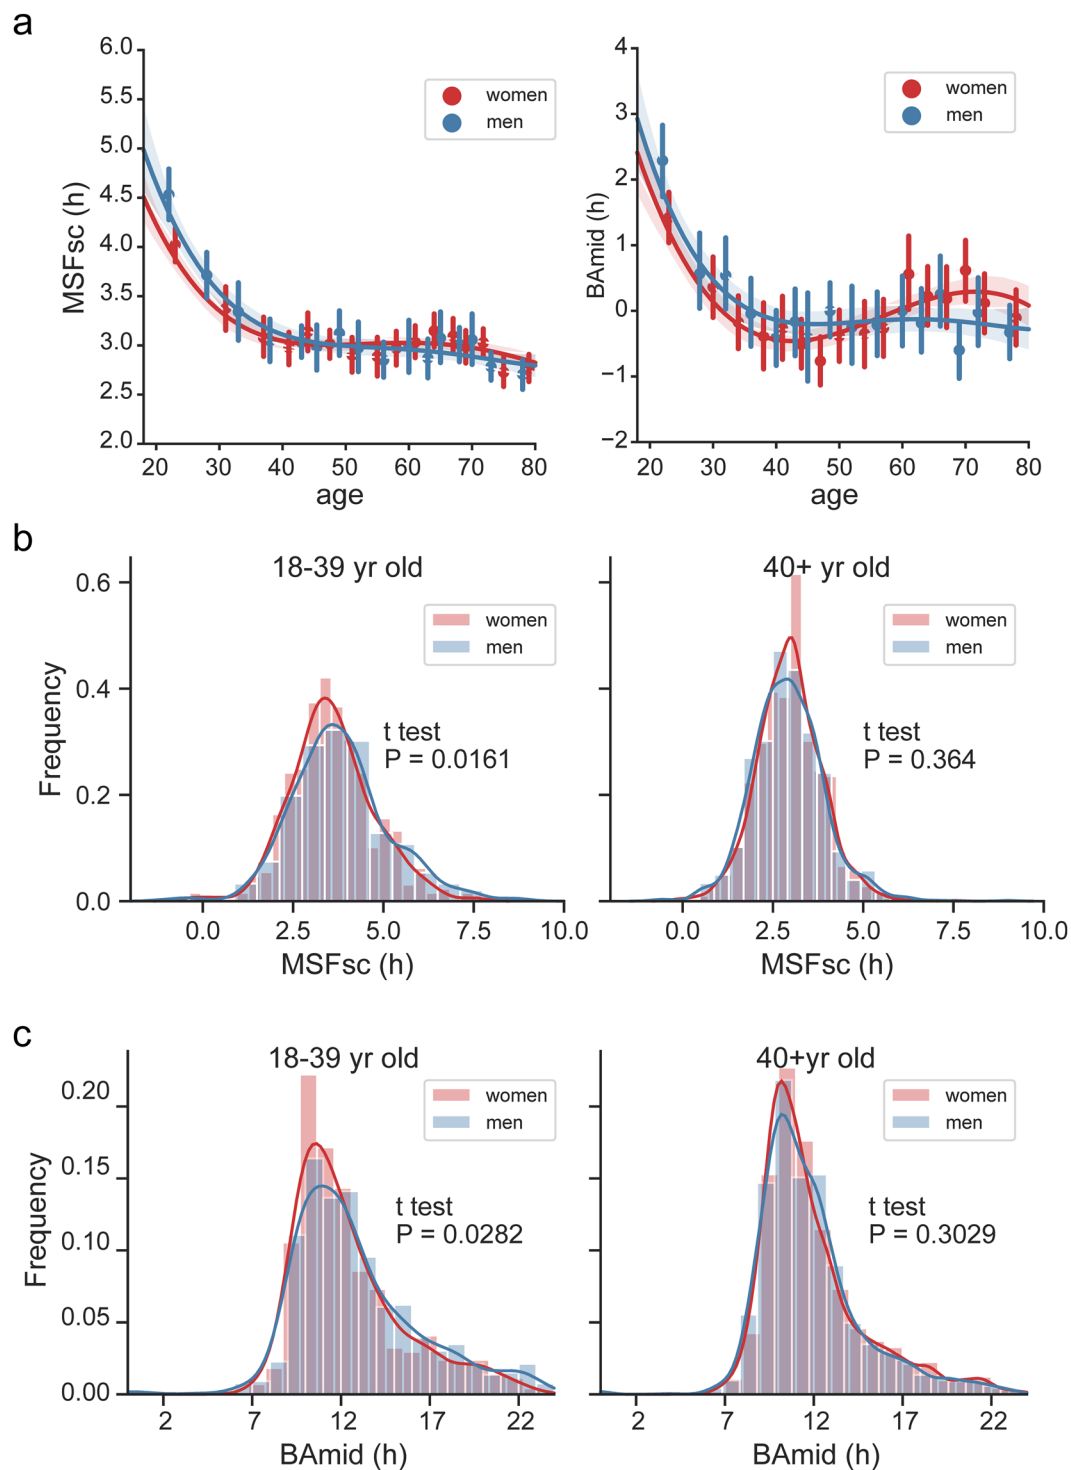 a
6.0
5.5
5.0
4.5
4.0
3.5
3.0
2.5
2.0
MSFsc (h)
women
men
20 30 40 50 60 70 80
age
4
3
2
1
0
−1
−2
BAmid (h)
women
men
20 30 40 50 60 70 80
age
b
18-39 yr old
0.6
0.4
0.2
0.0
Frequency
women
men
t test
P = 0.0161
0.0 2.5 5.0 7.5 10.0
MSFsc (h)
40+ yr old
women
men
t test
P = 0.364
0.0 2.5 5.0 7.5 10.0
MSFsc (h)
c
18-39 yr old
0.20
0.15
0.10
0.05
0.00
Frequency
women
men
t test
P = 0.0282
2 7 12 17 22
BAmid (h)
40+yr old
women
men
t test
P = 0.3029
2 7 12 17 22
BAmid (h)